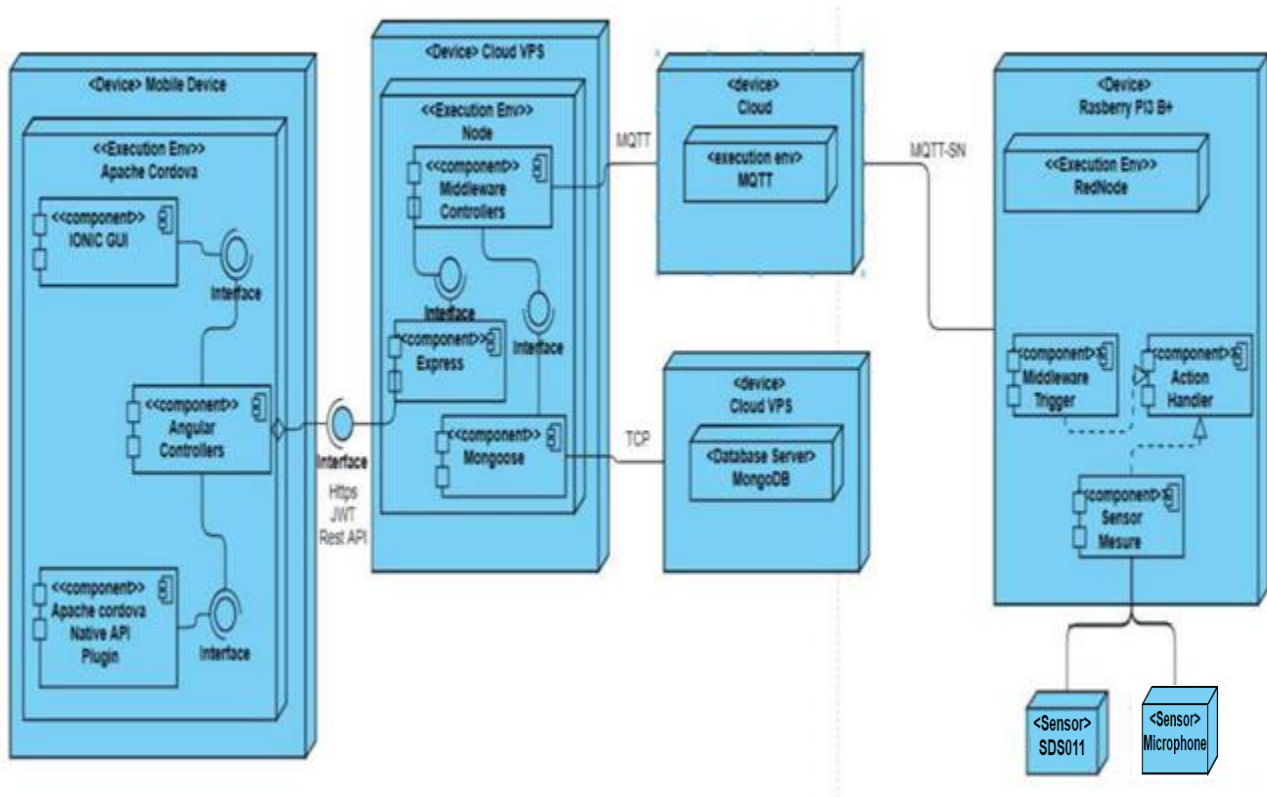 <Device> Mobile Device
<<Execution Env>>
Apache Cordova
<<component>>
IONIC GUI
Interface
<<component>>
Angular
Controllers
<<component>>
Apache cordova
Native API
Plugin
Interface
Interface
Https
JWT
Rest API
<Device> Cloud VPS
<<Execution Env>>
Node
<<component>>
Middleware
Controllers
Interface
Interface
<component>>
Express
<<component>>
Mongoose
MQTT
TCP
<device>
Cloud
<execution env>
MQTT
<device>
Cloud VPS
<Database Server>
MongoDB
MQTT-SN
<Device>
Rasberry PI3 B+
<<Execution Env>>
RedNode
<component>>
Middleware
Trigger
<component>>
Action
Handler
<component>>
Sensor
Mesure
<Sensor>
SDS011
<Sensor>
Microphone